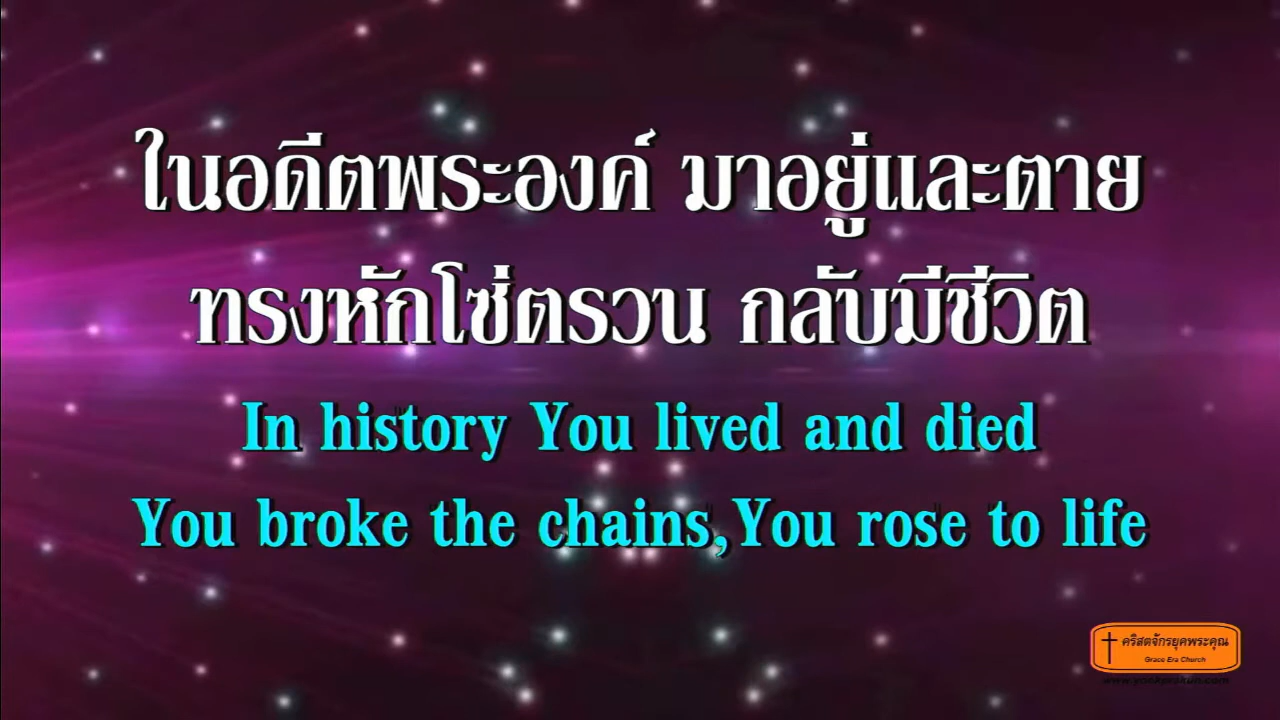 ในอดีตพระองค์ มาอยู่และตาย
ทรงหักโซ่ตรวน กลับมีชีวิต
In history You lived and died
You broke the chains,You rose to life
คริสตจักรยุคพระคุณ
Grace Era Church